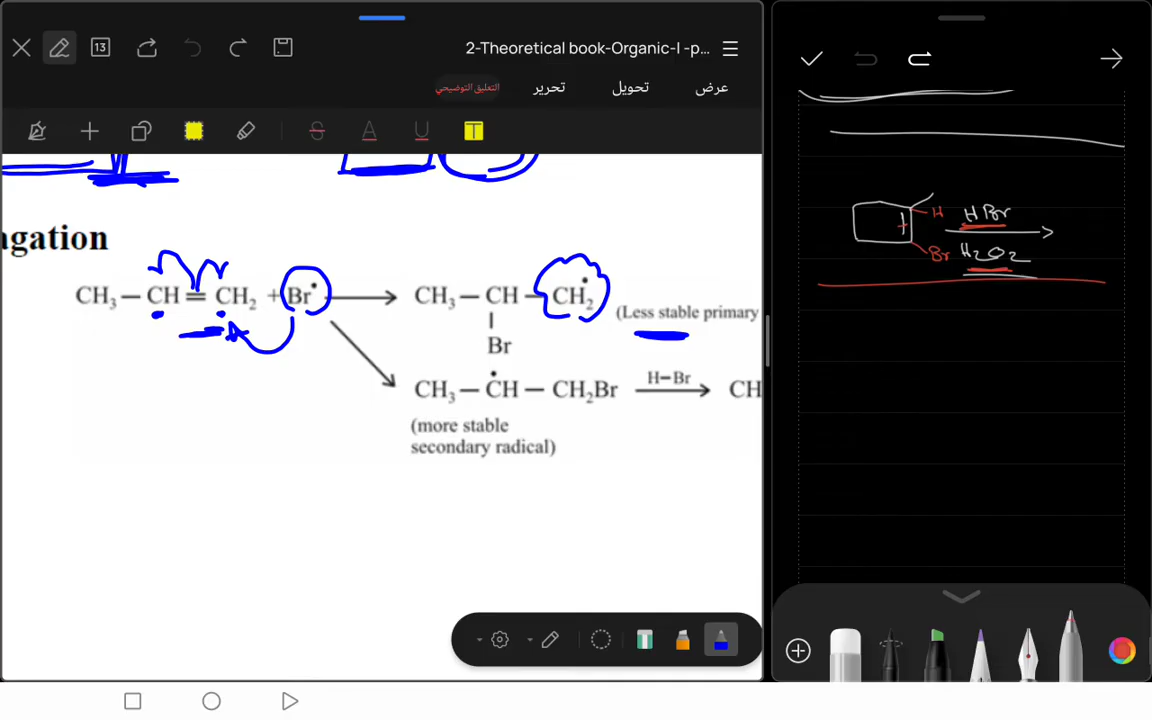 13
2-Theoretical book-Organic-I -p...
عرض تحويل تحرير التعليق التوضيحي
T
agation
CH₃—CH=CH₂ + Br• → CH₃—CH—ĊH₂
(Less stable primary
Br
CH₃—ĊH—CH₂Br H–Br → CH
(more stable
secondary radical)
H HBr
Br H₂O₂